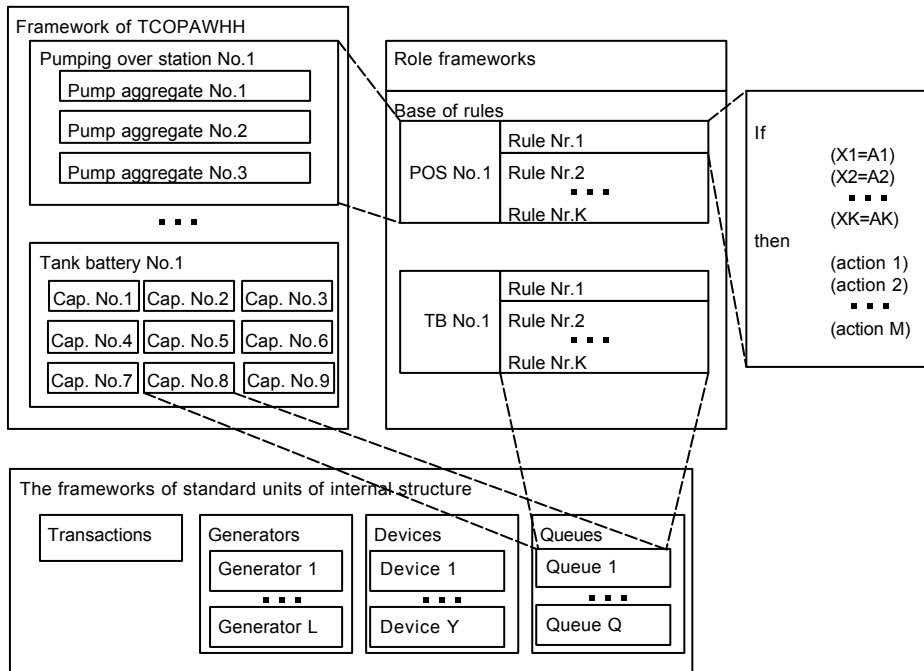 Framework of TCOPAWHH
Pumping over station No.1
Pump aggregate No.1
Pump aggregate No.2
Pump aggregate No.3
Tank battery No.1
Cap. No.1 Cap. No.2 Cap. No.3
Cap. No.4 Cap. No.5 Cap. No.6
Cap. No.7 Cap. No.8 Cap. No.9
Role frameworks
Base of rules
POS No.1
Rule Nr.1
Rule Nr.2
Rule Nr.K
TB No.1
Rule Nr.1
Rule Nr.2
Rule Nr.K
If
(X1=A1)
(X2=A2)
(XK=AK)
then
(action 1)
(action 2)
(action M)
The frameworks of standard units of internal structure
Transactions
Generators
Generator 1
Generator L
Devices
Device 1
Device Y
Queues
Queue 1
Queue Q